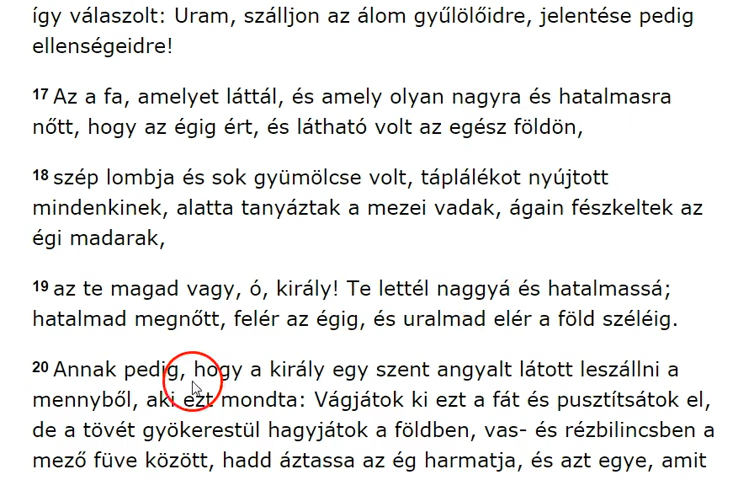 így válaszolt: Uram, szálljon az álom gyűlölőidre, jelentése pedig
ellenségeidre!
17 Az a fa, amelyet láttál, és amely olyan nagyra és hatalmasra
nőtt, hogy az égig ért, és látható volt az egész földön,
18 szép lombja és sok gyümölcse volt, táplálékot nyújtott
mindenkinek, alatta tanyáztak a mezei vadak, ágain fészkeltek az
égi madarak,
19 az te magad vagy, ó, király! Te lettél naggyá és hatalmassá;
hatalmad megnőtt, felér az égig, és uralmad elér a föld széléig.
20 Annak pedig, hogy a király egy szent angyalt látott leszállni a
mennyből, aki ezt mondta: Vágjátok ki ezt a fát és pusztítsátok el,
de a tövét gyökerestül hagyjátok a földben, vas- és rézbilincsben a
mező füve között, hadd áztassa az ég harmatja, és azt egye, amit